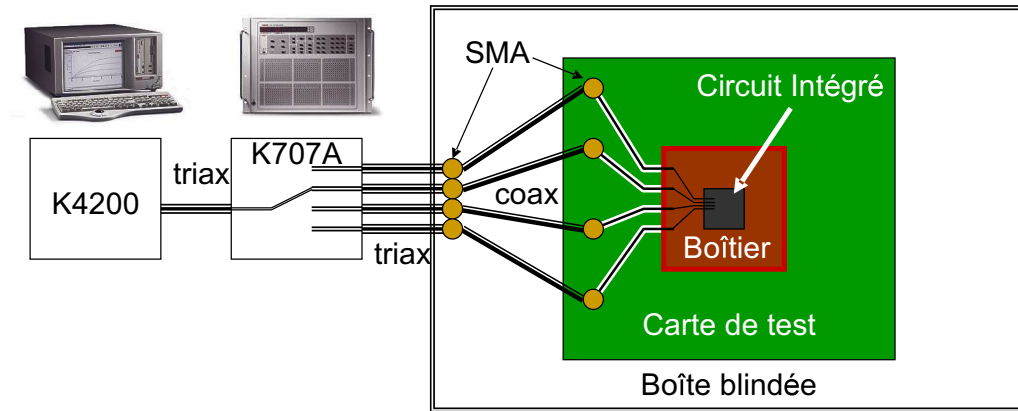 SMA
Circuit Intégré
K707A
triax
K4200
coax
triax
Boîtier
Carte de test
Boîte blindée